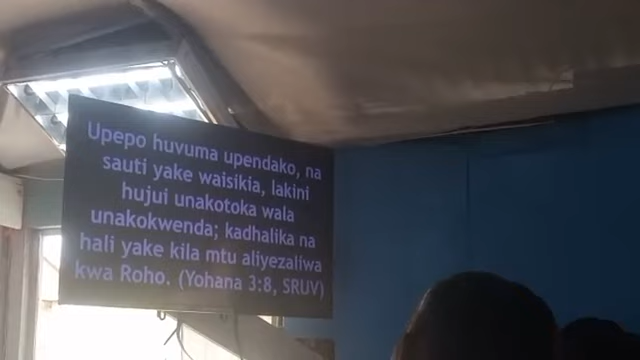 Upepo huvuma upendako, na
sauti yake waisikia, lakini
hujui unakotoka wala
unakokwenda; kadhalika na
hali yake kila mtu aliyezaliwa
kwa Roho. (Yohana 3:8, SRUV)